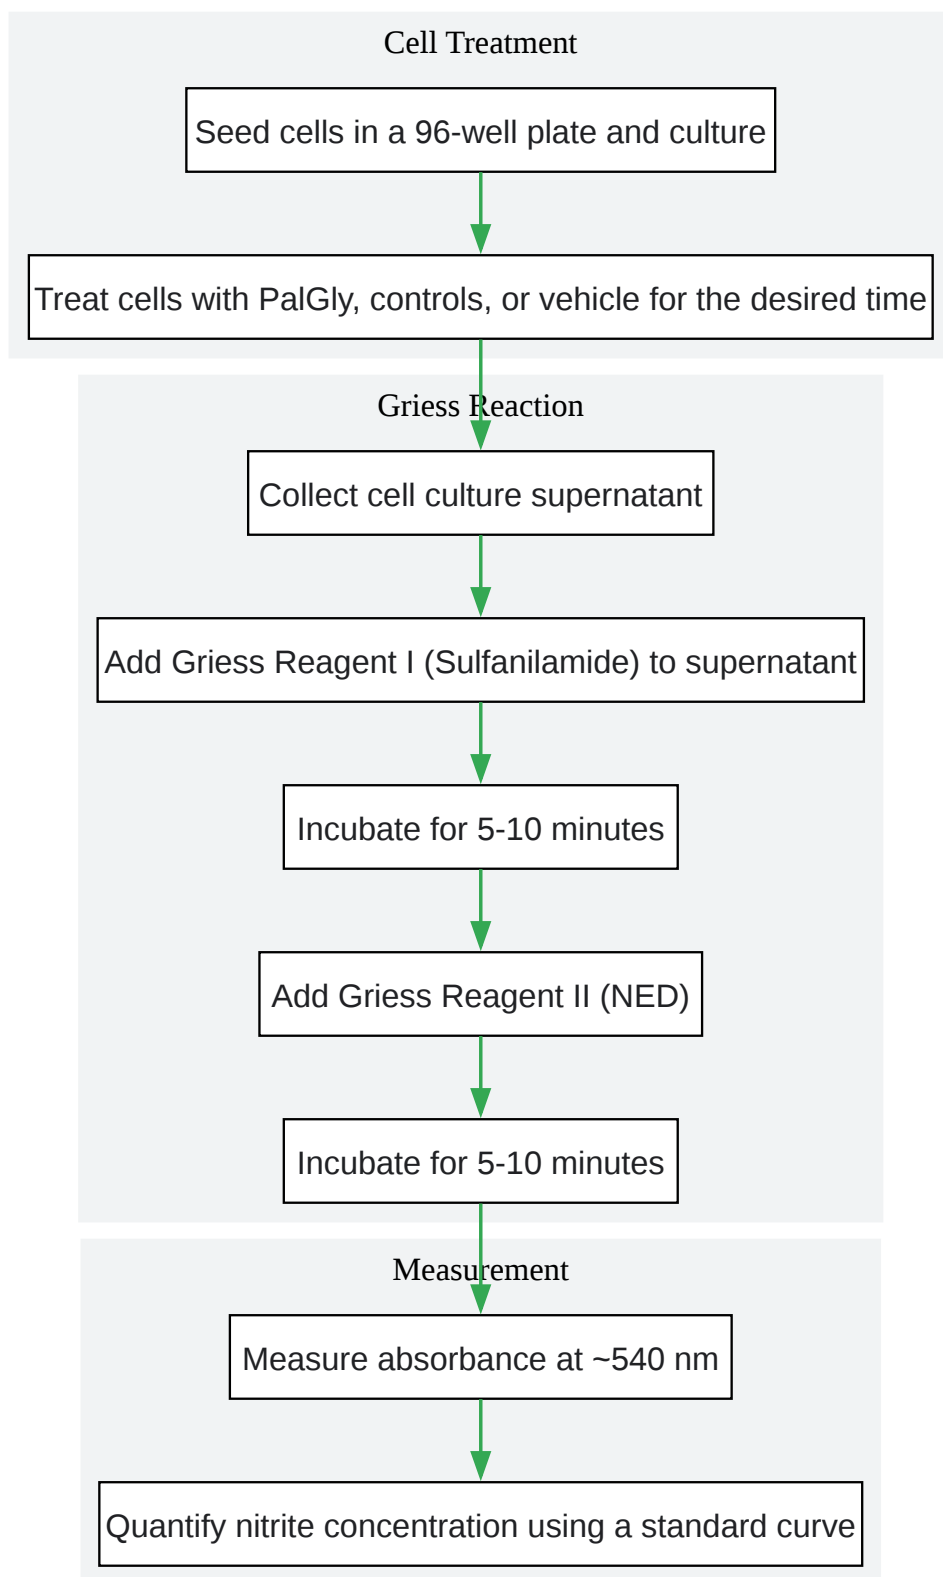 Cell Treatment
Seed cells in a 96-well plate and culture
Treat cells with PalGly, controls, or vehicle for the desired time
Griess Reaction
Collect cell culture supernatant
Add Griess Reagent I (Sulfanilamide) to supernatant
Incubate for 5-10 minutes
Add Griess Reagent II (NED)
Incubate for 5-10 minutes
Measurement
Measure absorbance at ~540 nm
Quantify nitrite concentration using a standard curve